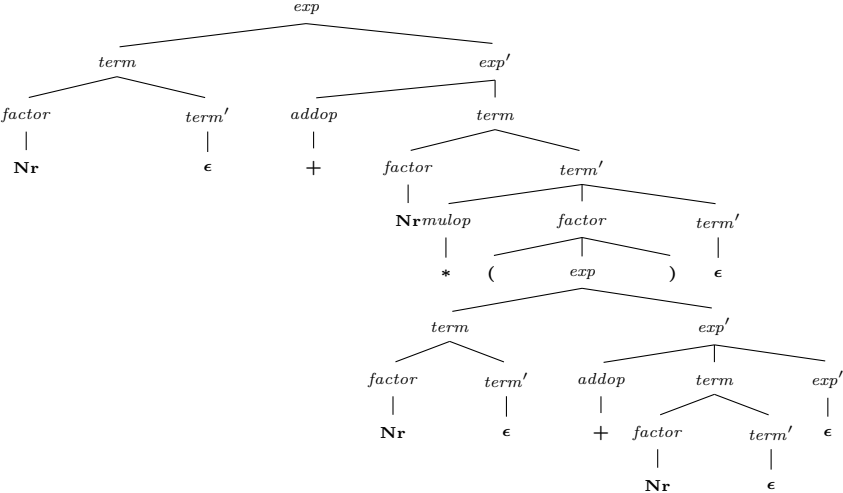 exp
term exp′
factor term′ addop term
Nr ϵ + factor term′
Nr mulop factor term′
∗ ( exp ) ϵ
term exp′
factor term′ addop term exp′
Nr ϵ + factor term′ ϵ
Nr ϵ